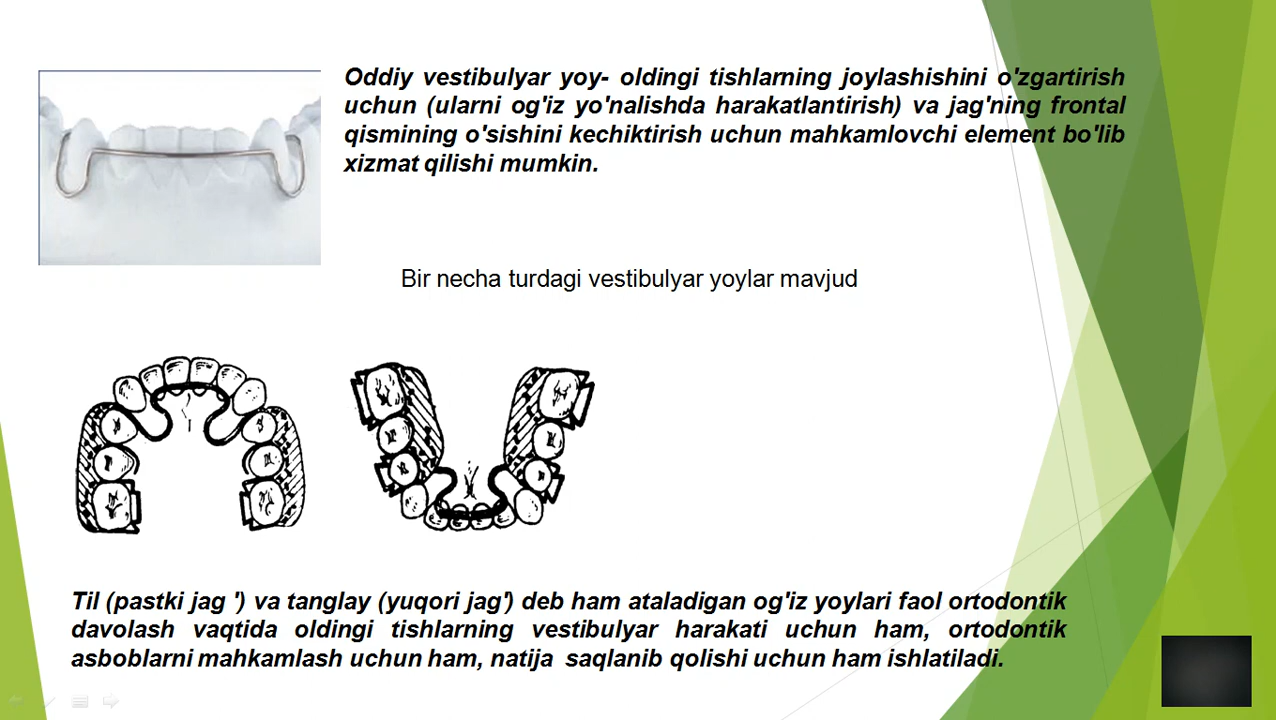 Oddiy vestibulyar yoy- oldingi tishlarning joylashishini o'zgartirish
uchun (ularni og'iz yo'nalishda harakatlantirish) va jag'ning frontal
qismining o'sishini kechiktirish uchun mahkamlovchi element bo'lib
xizmat qilishi mumkin.
Bir necha turdagi vestibulyar yoylar mavjud
Til (pastki jag ') va tanglay (yuqori jag') deb ham ataladigan og'iz yoylari faol ortodontik
davolash vaqtida oldingi tishlarning vestibulyar harakati uchun ham, ortodontik
asboblarni mahkamlash uchun ham, natija saqlanib qolishi uchun ham ishlatiladi.